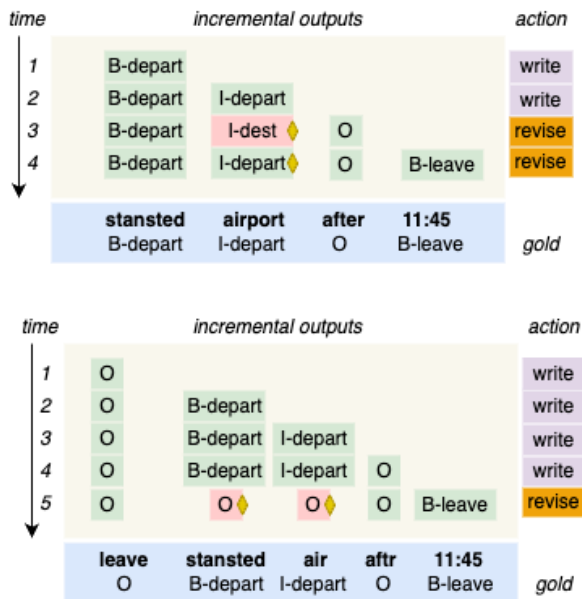 time incremental outputs action
1 B-depart write
2 B-depart I-depart write
3 B-depart I-dest O revise
4 B-depart I-depart O B-leave revise
stansted airport after 11:45
B-depart I-depart O B-leave gold
time incremental outputs action
1 O write
2 O B-depart write
3 O B-depart I-depart write
4 O B-depart I-depart O write
5 O O O O B-leave revise
leave stansted air aftr 11:45
O B-depart I-depart O B-leave gold